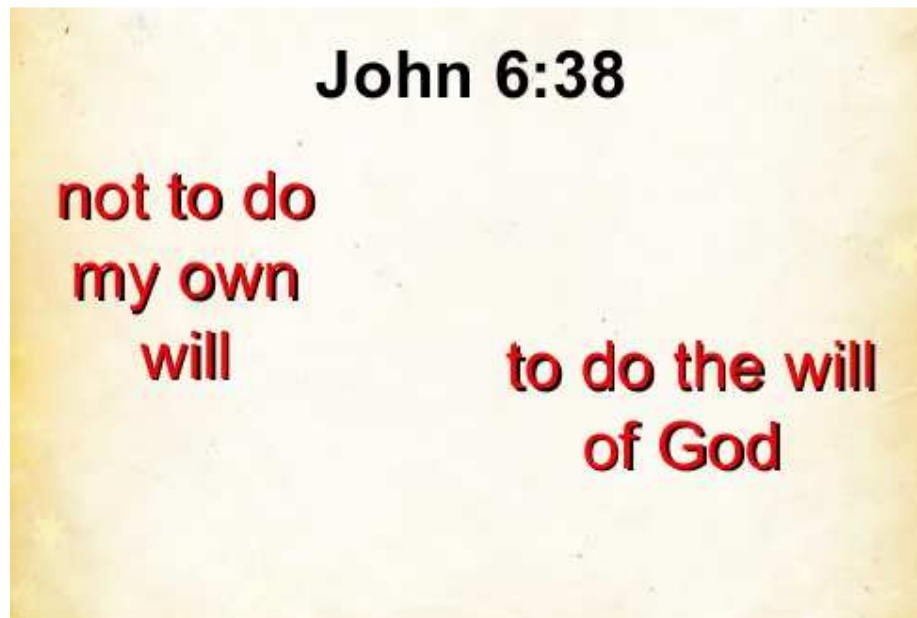 John 6:38
not to do
my own
will
to do the will
of God